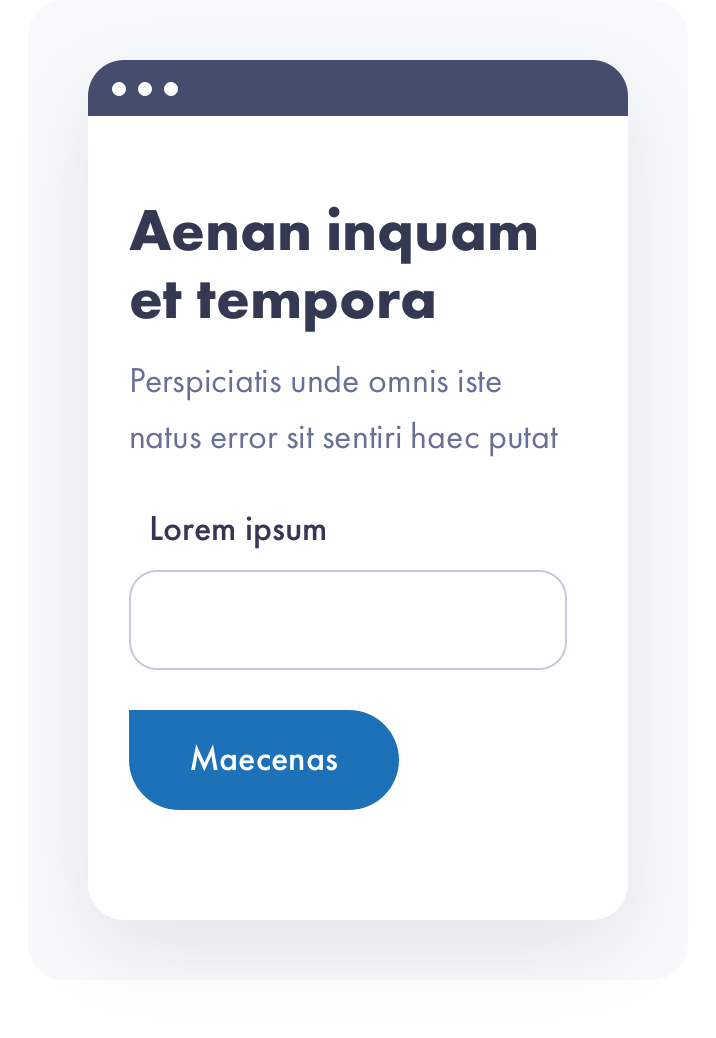 Aenan inquam
et tempora
Perspiciatis unde omnis iste
natus error sit sentiri haec putat
Lorem ipsum
Maecenas